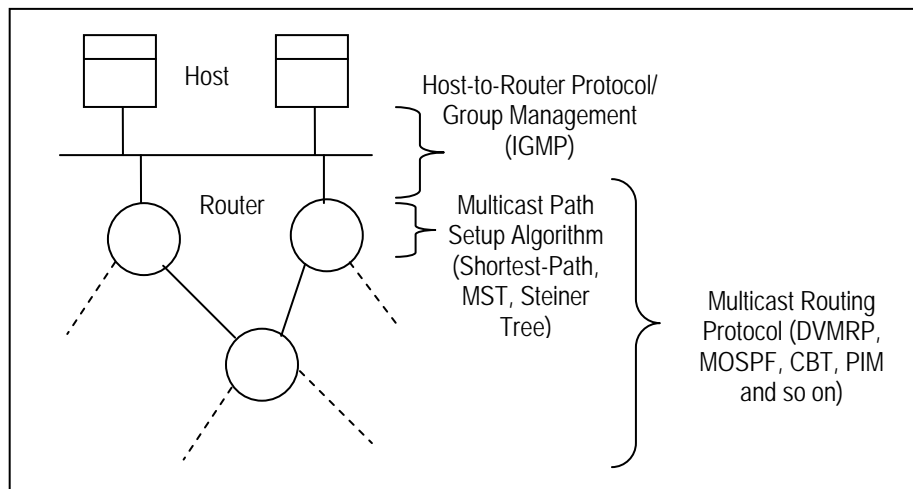 Host
Host-to-Router Protocol/
Group Management
(IGMP)
Router
Multicast Path
Setup Algorithm
(Shortest-Path,
MST, Steiner
Tree)
Multicast Routing
Protocol (DVMRP,
MOSPF, CBT, PIM
and so on)